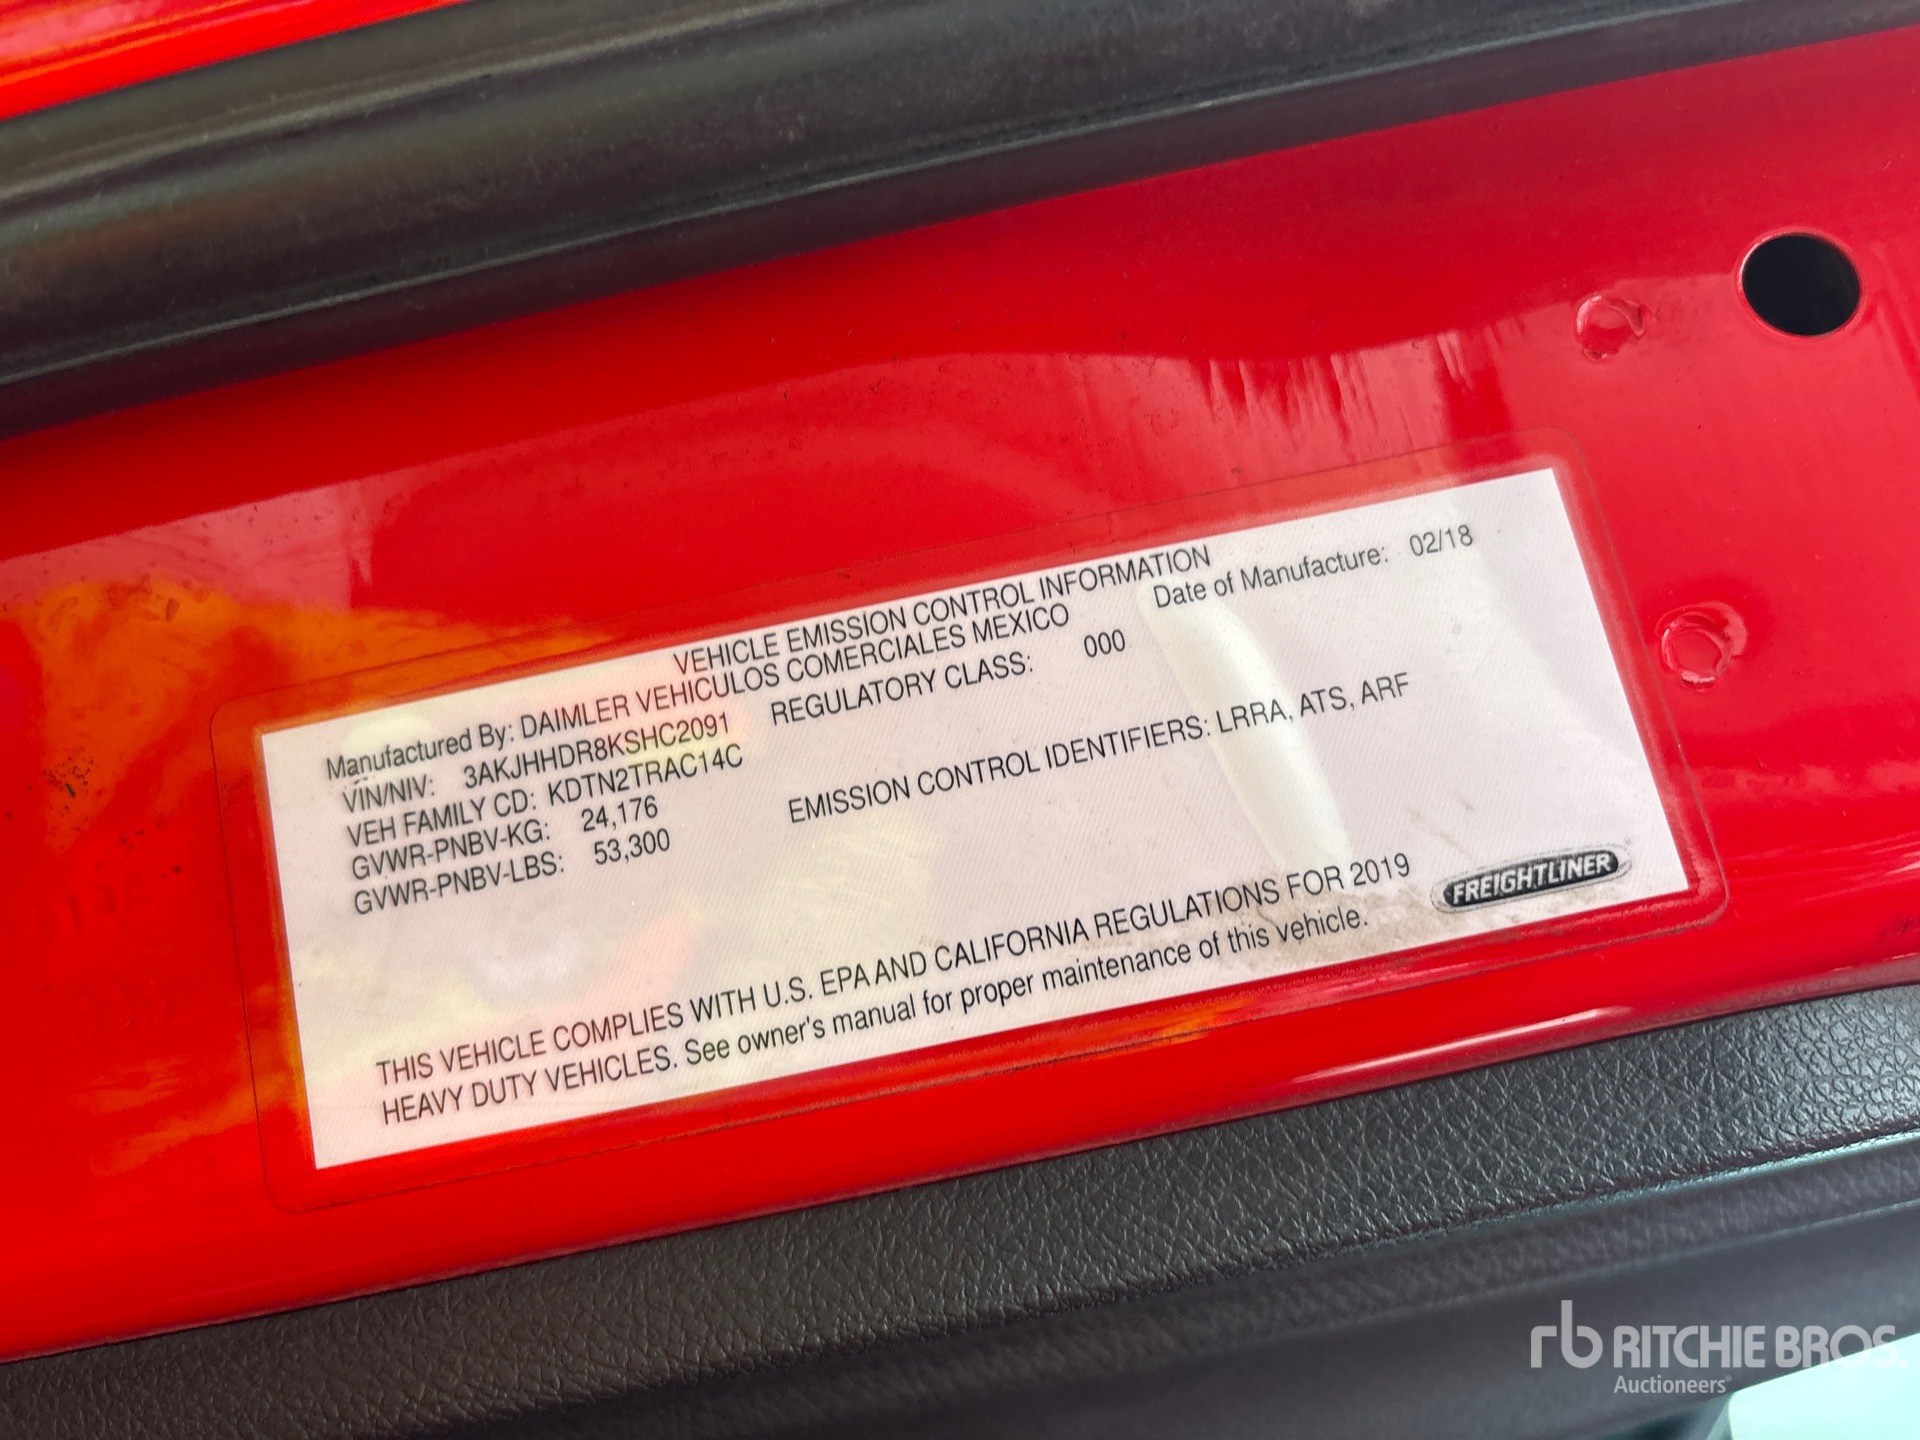 VEHICLE EMISSION CONTROL INFORMATION
Manufactured By: DAIMLER VEHICULOS COMERCIALES MEXICO Date of Manufacture: 02/18
VIN/NIV: 3AKJHHDR8KSHC2091 REGULATORY CLASS: 000
VEH FAMILY CD: KDTN2TRAC14C
GVWR-PNBV-KG: 24,176 EMISSION CONTROL IDENTIFIERS: LRRA, ATS, ARF
GVWR-PNBV-LBS: 53,300
THIS VEHICLE COMPLIES WITH U.S. EPA AND CALIFORNIA REGULATIONS FOR 2019
HEAVY DUTY VEHICLES. See owner's manual for proper maintenance of this vehicle.
FREIGHTLINER
rb RITCHIE BROS.
Auctioneers